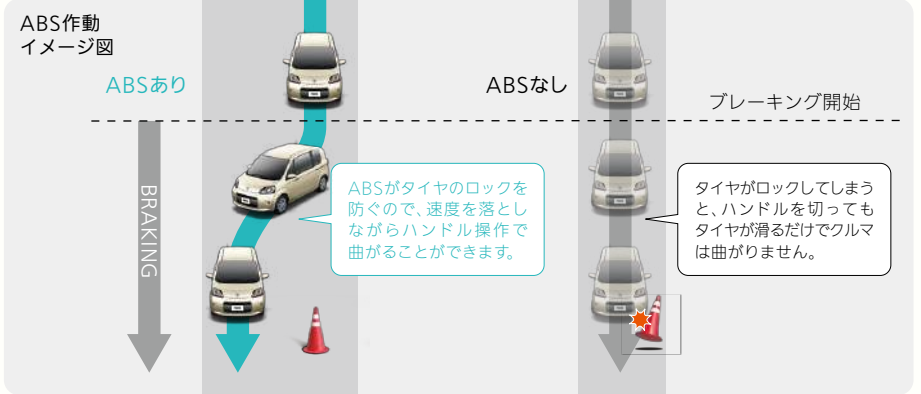 ABS作動
イメージ図
ABSあり
ABSなし
ブレーキング開始
BRAKING
ABSがタイヤのロックを
防ぐので、速度を落とし
ながらハンドル操作で
曲がることができます。
タイヤがロックしてしまう
と、ハンドルを切っても
タイヤが滑るだけでクルマ
は曲がりません。